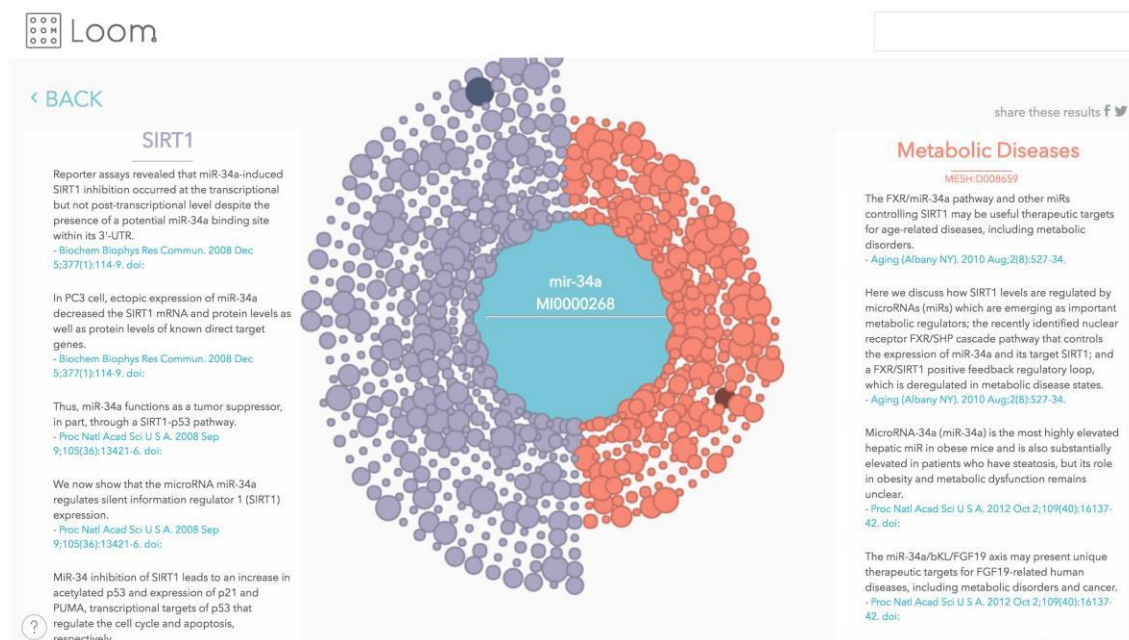 Loom
< BACK
share these results
SIRT1
Reporter assays revealed that miR-34a-induced
SIRT1 inhibition occurred at the transcriptional
but not post-transcriptional level despite the
presence of a potential miR-34a binding site
within its 3'-UTR.
- Biochem Biophys Res Commun. 2008 Dec
5;377(1):114-9. doi:
In PC3 cell, ectopic expression of miR-34a
decreased the SIRT1 mRNA and protein levels as
well as protein levels of known direct target
genes.
- Biochem Biophys Res Commun. 2008 Dec
5;377(1):114-9. doi:
Thus, miR-34a functions as a tumor suppressor,
in part, through a SIRT1-p53 pathway.
- Proc Natl Acad Sci U S A. 2008 Sep
9;105(36):13421-6. doi:
We now show that the microRNA miR-34a
regulates silent information regulator 1 (SIRT1)
expression.
- Proc Natl Acad Sci U S A. 2008 Sep
9;105(36):13421-6. doi:
MiR-34 inhibition of SIRT1 leads to an increase in
acetylated p53 and expression of p21 and
PUMA, transcriptional targets of p53 that
regulate the cell cycle and apoptosis,
respectively
?
mir-34a
MI0000268
Metabolic Diseases
MESH:D008659
The FXR/miR-34a pathway and other miRs
controlling SIRT1 may be useful therapeutic targets
for age-related diseases, including metabolic
disorders.
- Aging (Albany NY). 2010 Aug;2(8):527-34.
Here we discuss how SIRT1 levels are regulated by
microRNAs (miRs) which are emerging as important
metabolic regulators; the recently identified nuclear
receptor FXR/SHP cascade pathway that controls
the expression of miR-34a and its target SIRT1; and
a FXR/SIRT1 positive feedback regulatory loop,
which is deregulated in metabolic disease states.
- Aging (Albany NY). 2010 Aug;2(8):527-34.
MicroRNA-34a (miR-34a) is the most highly elevated
hepatic miR in obese mice and is also substantially
elevated in patients who have steatosis, but its role
in obesity and metabolic dysfunction remains
unclear.
- Proc Natl Acad Sci U S A. 2012 Oct 2;109(40):16137-
42. doi:
The miR-34a/bKL/FGF19 axis may present unique
therapeutic targets for FGF19-related human
diseases, including metabolic disorders and cancer.
- Proc Natl Acad Sci U S A. 2012 Oct 2;109(40):16137-
42. doi: